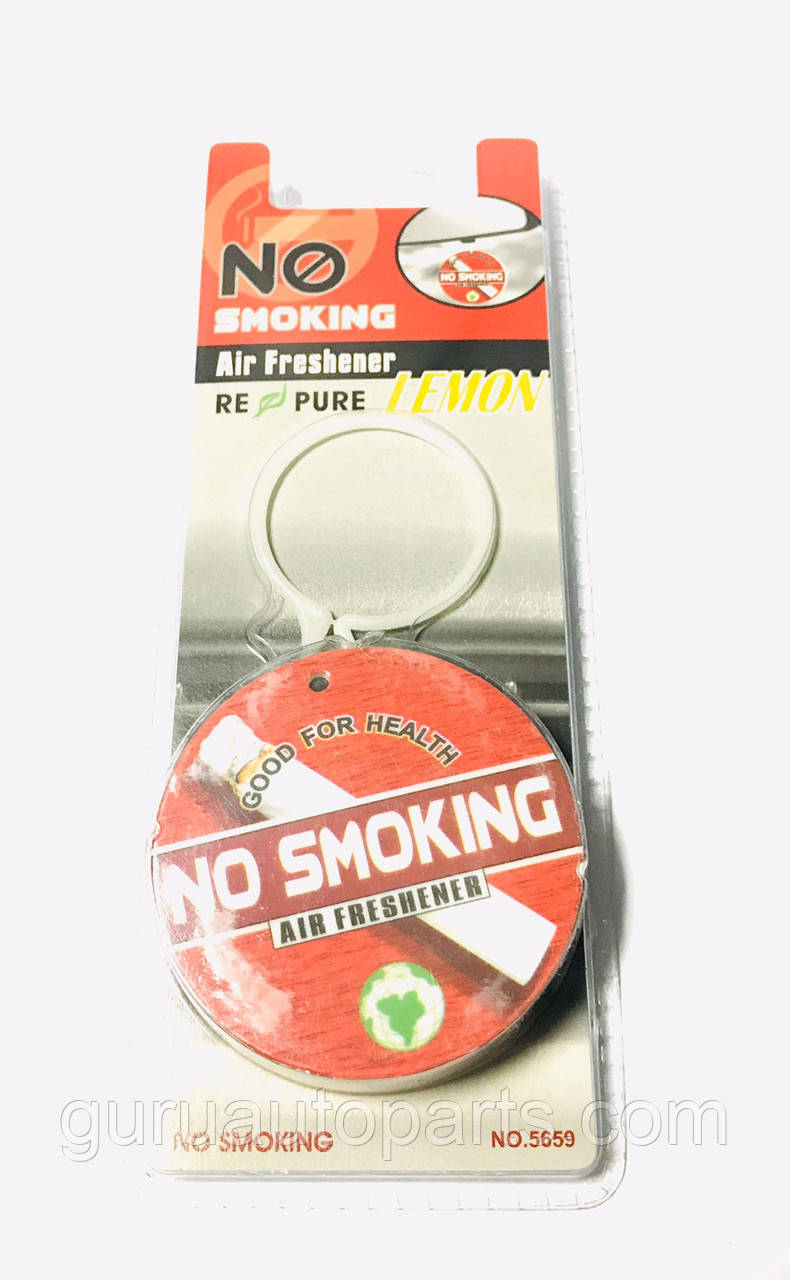 NO
SMOKING
NO SMOKING
Air Freshener
RE PURE LEMON
GOOD FOR HEALTH
NO SMOKING
AIR FRESHENER
guruautoparts.com
NO SMOKING NO.5659